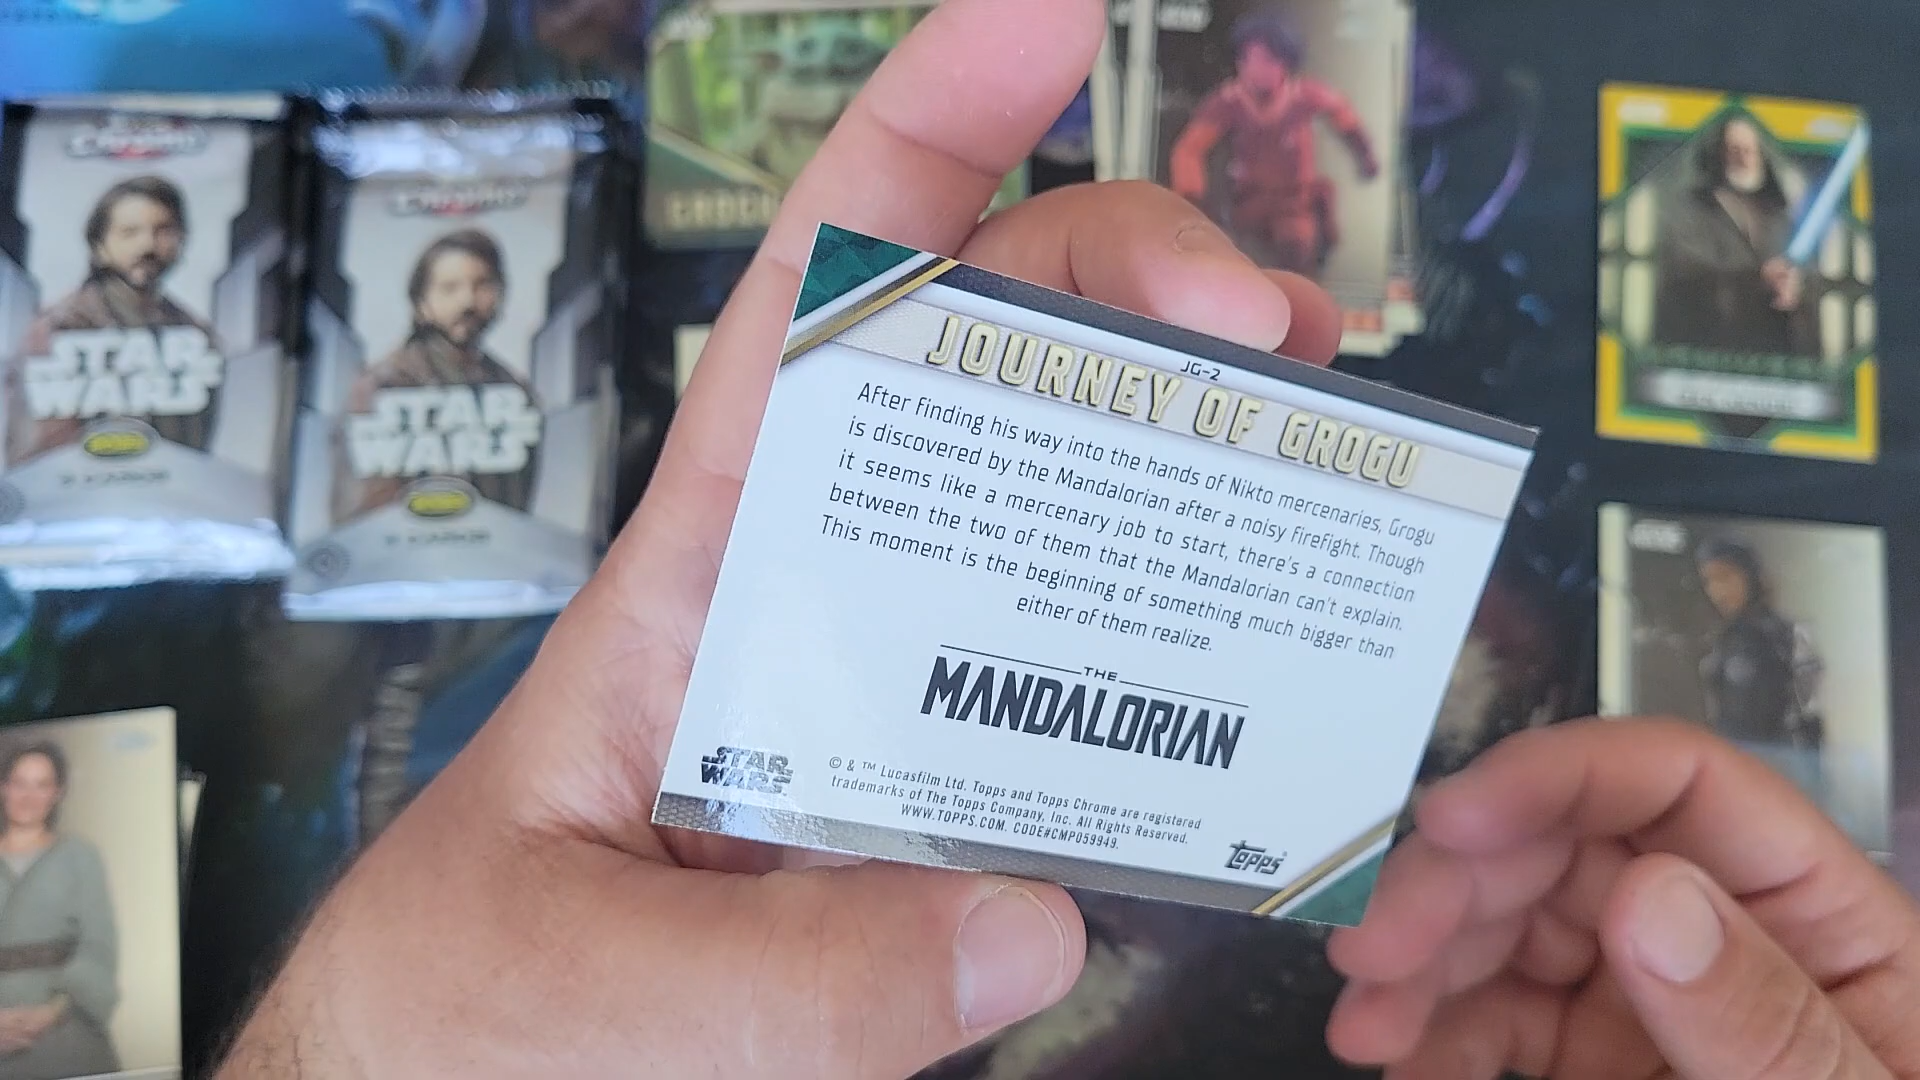 JG-2
JOURNEY OF GROGU
After finding his way into the hands of Nikto mercenaries, Grogu
is discovered by the Mandalorian after a noisy firefight. Though
it seems like a mercenary job to start, there's a connection
between the two of them that the Mandalorian can't explain.
This moment is the beginning of something much bigger than
either of them realize.
THE
MANDALORIAN
STAR
WARS
© & ™ Lucasfilm Ltd. Topps and Topps Chrome are registered
trademarks of The Topps Company, Inc. All Rights Reserved.
WWW.TOPPS.COM. CODE#CMP059949.
topps
STAR
WARS
STAR
WARS